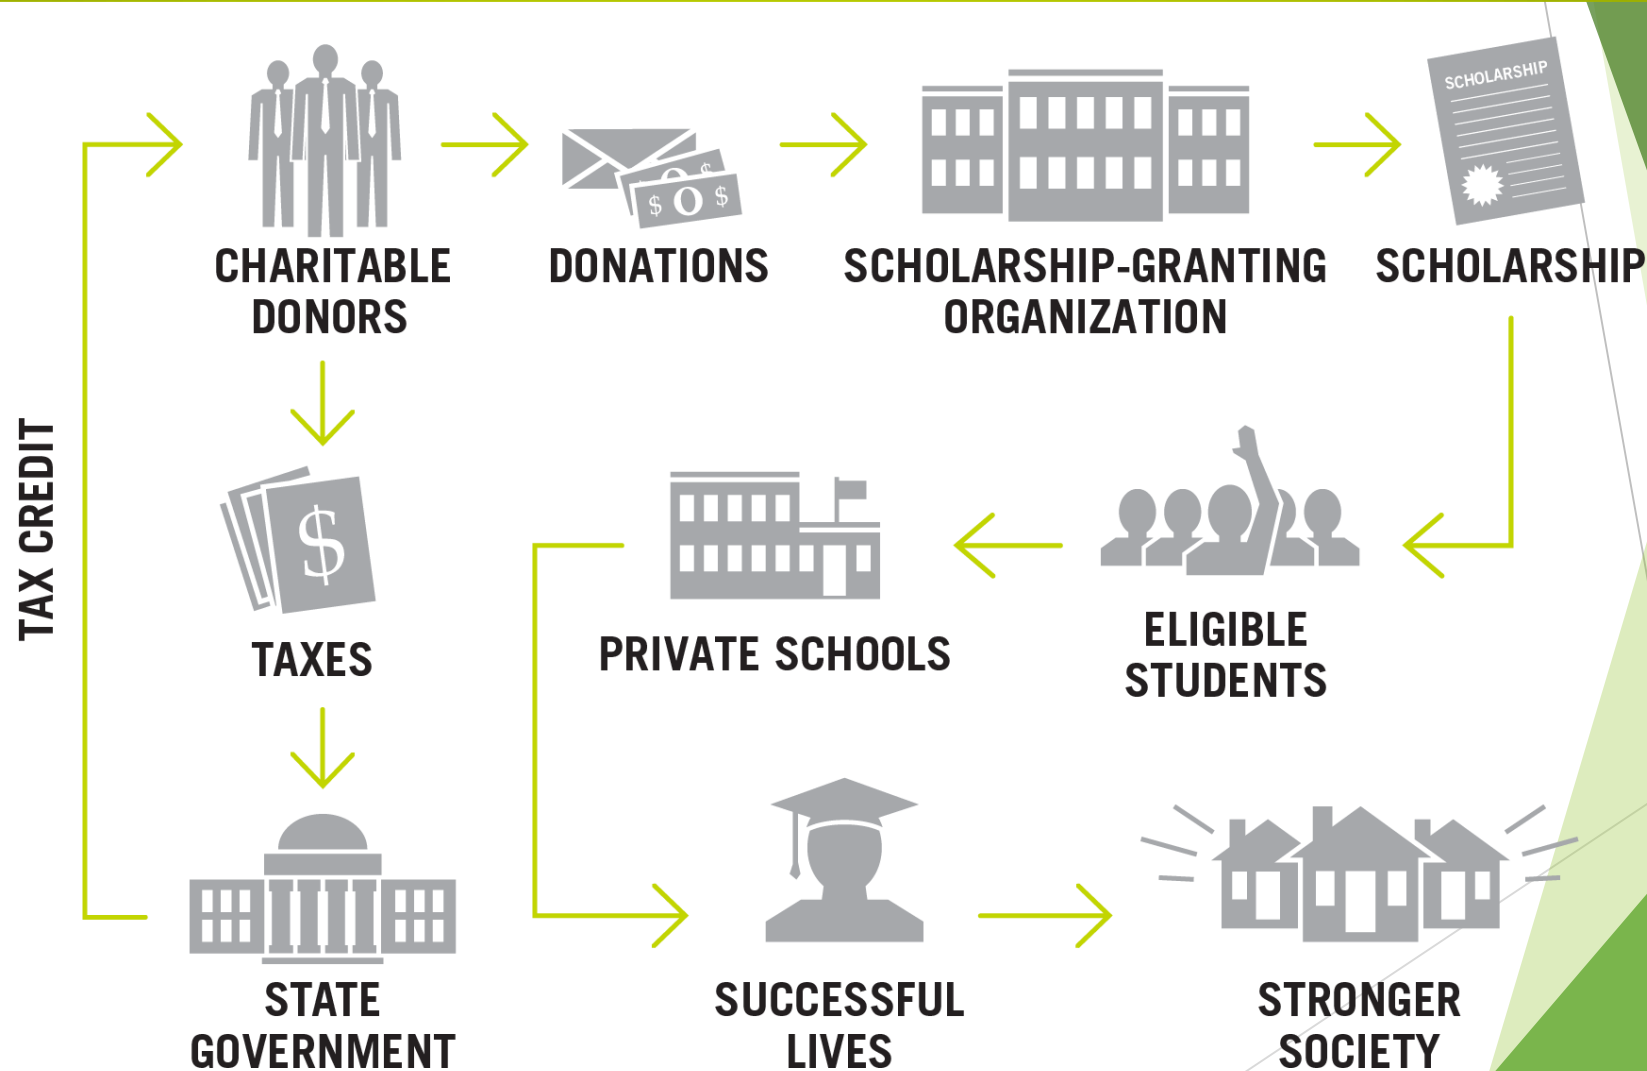 SCHOLARSHIP
$ O $
$ O $
CHARITABLE
DONORS
DONATIONS
SCHOLARSHIP-GRANTING
ORGANIZATION
SCHOLARSHIP
TAX CREDIT
$
TAXES
PRIVATE SCHOOLS
ELIGIBLE
STUDENTS
STATE
GOVERNMENT
SUCCESSFUL
LIVES
STRONGER
SOCIETY